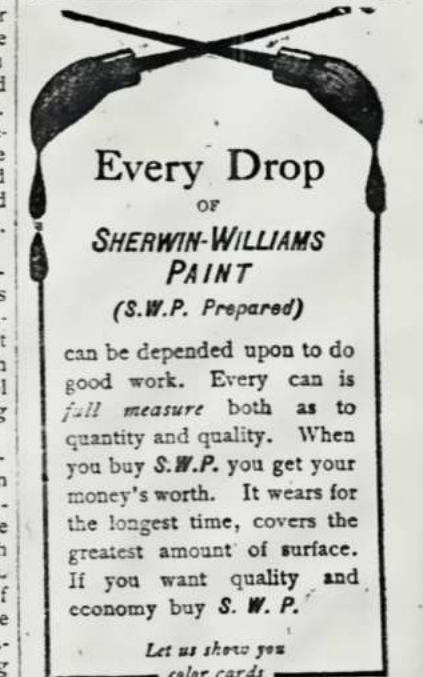 Every Drop
OF
SHERWIN-WILLIAMS
PAINT
(S.W.P. Prepared)
can be depended upon to do
good work. Every can is
full measure both as to
quantity and quality. When
you buy S.W.P. you get your
money's worth. It wears for
the longest time, covers the
greatest amount of surface.
If you want quality and
economy buy S. W. P.
Let us show you
color cards